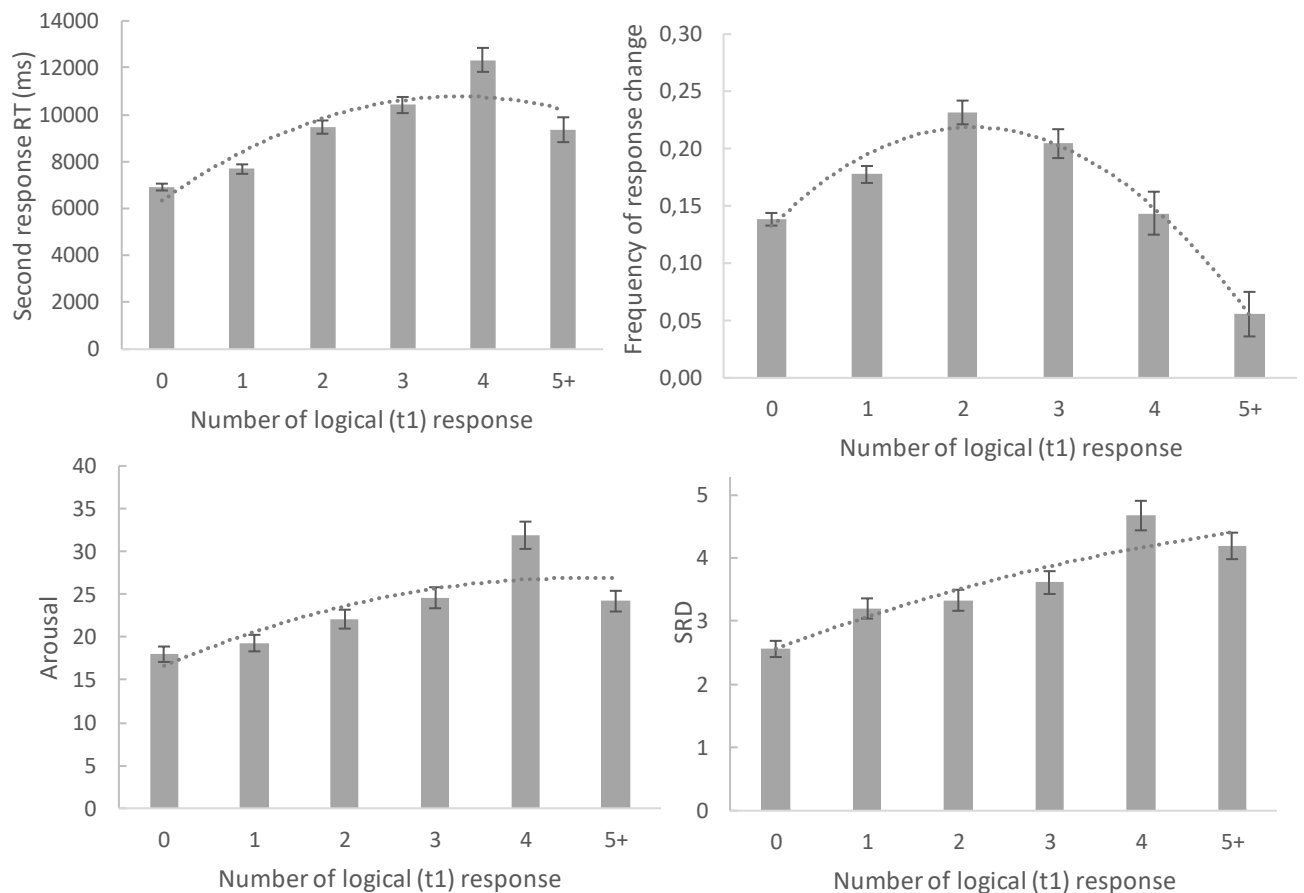 Second response RT (ms)
14000
12000
10000
8000
6000
4000
2000
0
0 1 2 3 4 5+
Number of logical (t1) response
Frequency of response change
0,30
0,25
0,20
0,15
0,10
0,05
0,00
0 1 2 3 4 5+
Number of logical (t1) response
Arousal
40
35
30
25
20
15
10
5
0
0 1 2 3 4 5+
Number of logical (t1) response
SRD
5
4
3
2
1
0
0 1 2 3 4 5+
Number of logical (t1) response